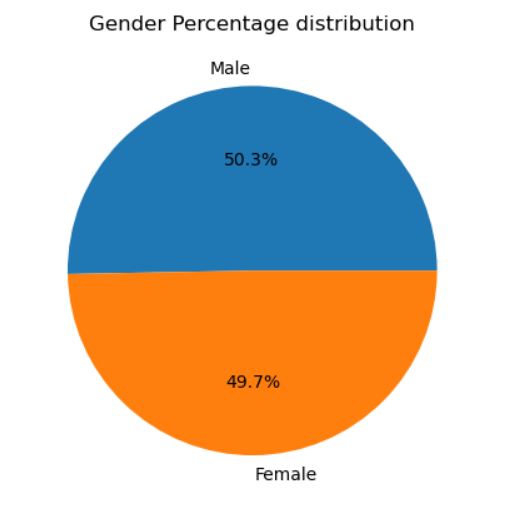 Gender Percentage distribution
Male
50.3%
49.7%
Female